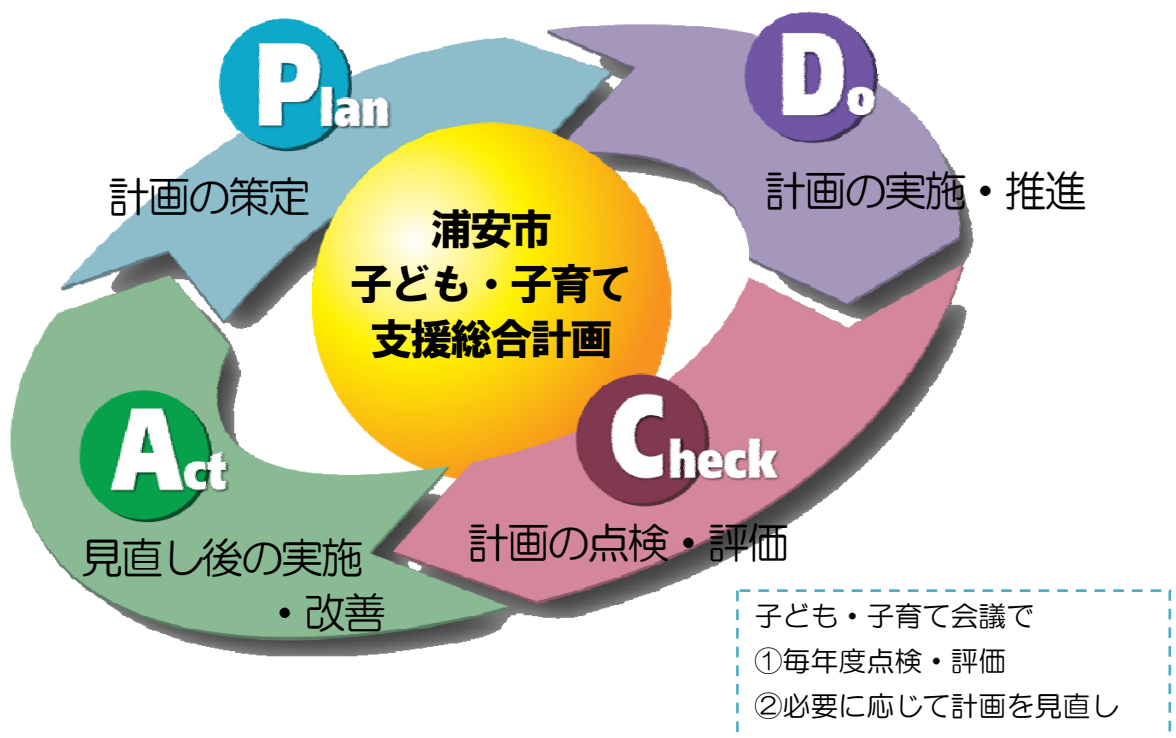 Plan
計画の策定
Do
計画の実施・推進
浦安市
子ども・子育て
支援総合計画
Check
計画の点検・評価
Act
見直し後の実施
・改善
子ども・子育て会議で
①毎年度点検・評価
②必要に応じて計画を見直し